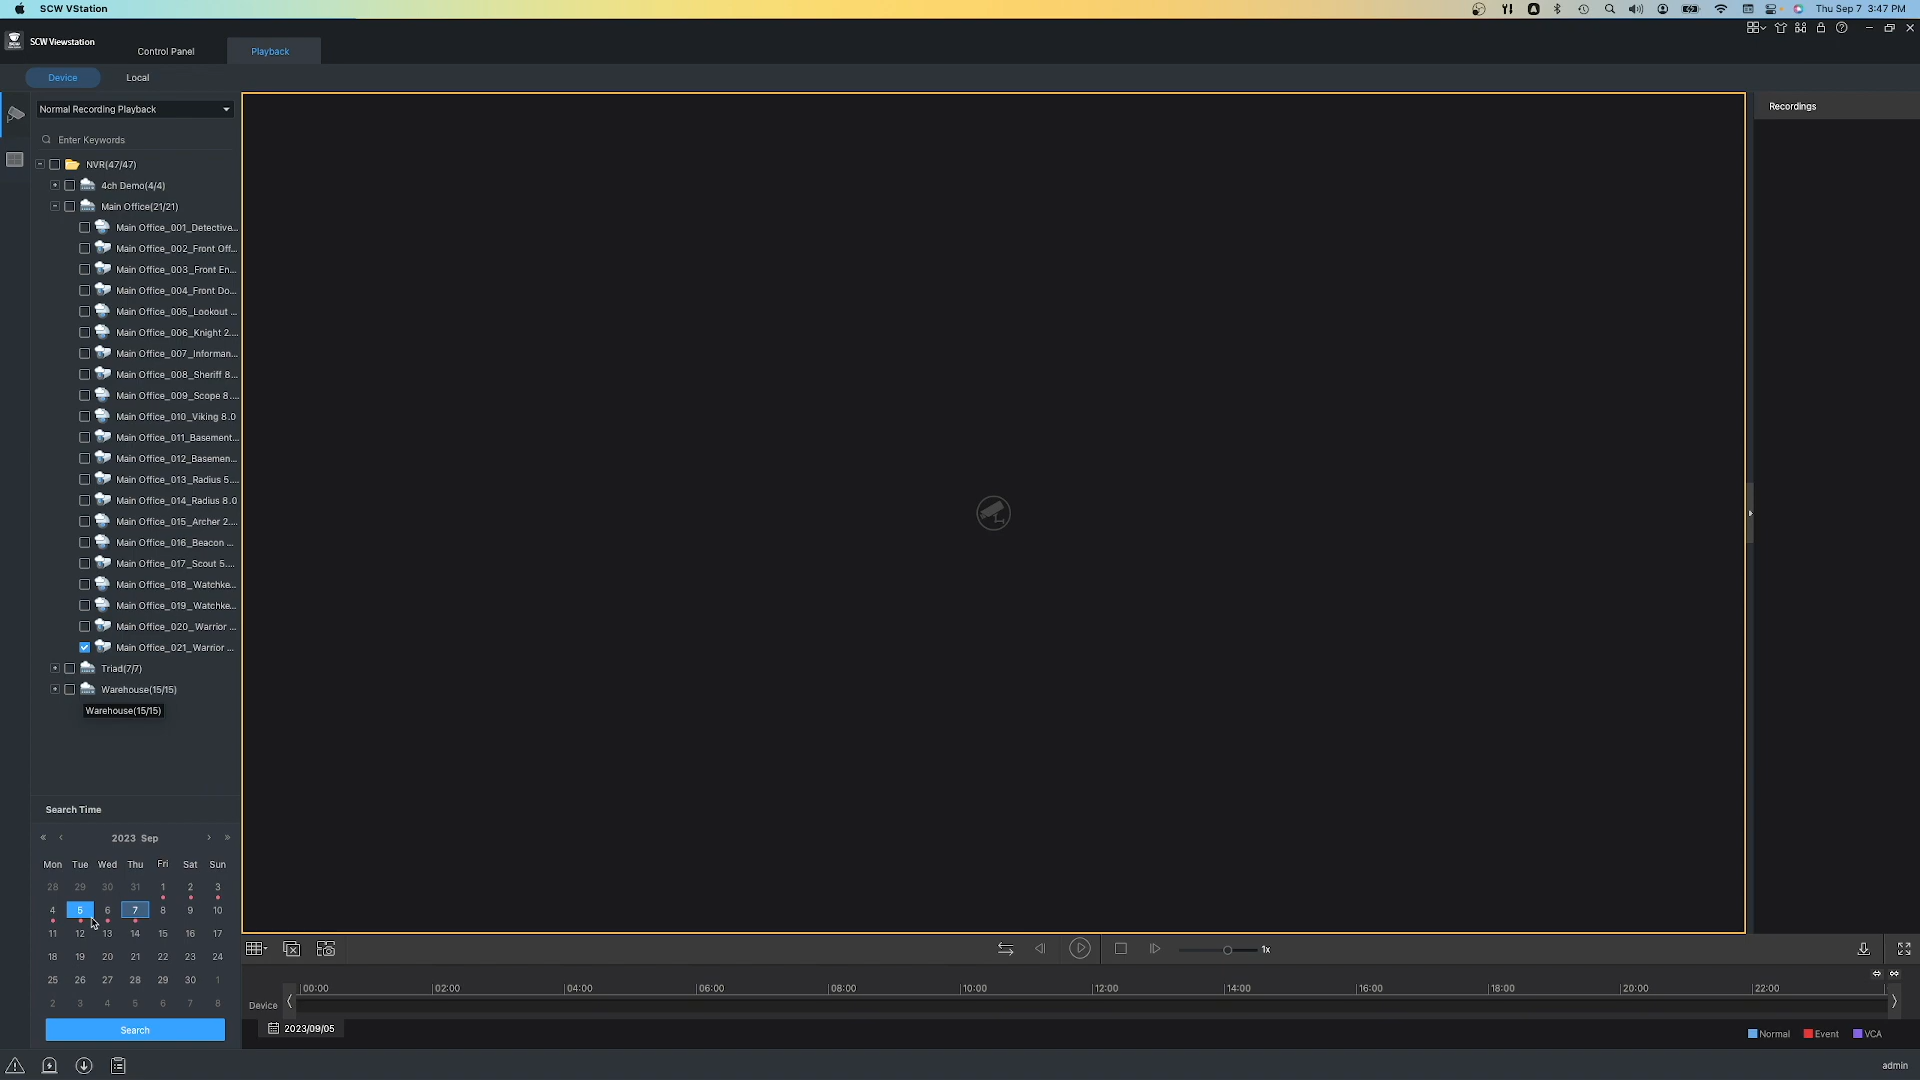 SCW VStation
Thu Sep 7 3:47 PM
SCW Viewstation
Control Panel
Playback
Device
Local
Normal Recording Playback
Recordings
Enter Keywords
NVR(47/47)
4ch Demo(4/4)
Main Office(21/21)
Main Office_001_Detective...
Main Office_002_Front Off...
Main Office_003_Front En...
Main Office_004_Front Do...
Main Office_005_Lookout ...
Main Office_006_Knight 2....
Main Office_007_Informan...
Main Office_008_Sheriff 8...
Main Office_009_Scope 8....
Main Office_010_Viking 8.0
Main Office_011_Basement...
Main Office_012_Basemen...
Main Office_013_Radius 5....
Main Office_014_Radius 8.0
Main Office_015_Archer 2....
Main Office_016_Beacon ...
Main Office_017_Scout 5....
Main Office_018_Watchke...
Main Office_019_Watchke...
Main Office_020_Warrior ...
Main Office_021_Warrior ...
Triad(7/7)
Warehouse(15/15)
Warehouse(15/15)
Search Time
2023 Sep
Mon Tue Wed Thu Fri Sat Sun
28 29 30 31 1 2 3
4 5 6 7 8 9 10
11 12 13 14 15 16 17
18 19 20 21 22 23 24
25 26 27 28 29 30 1
2 3 4 5 6 7 8
Search
1x
00:00 02:00 04:00 06:00 08:00 10:00 12:00 14:00 16:00 18:00 20:00 22:00
Device
2023/09/05
Normal Event VCA
admin